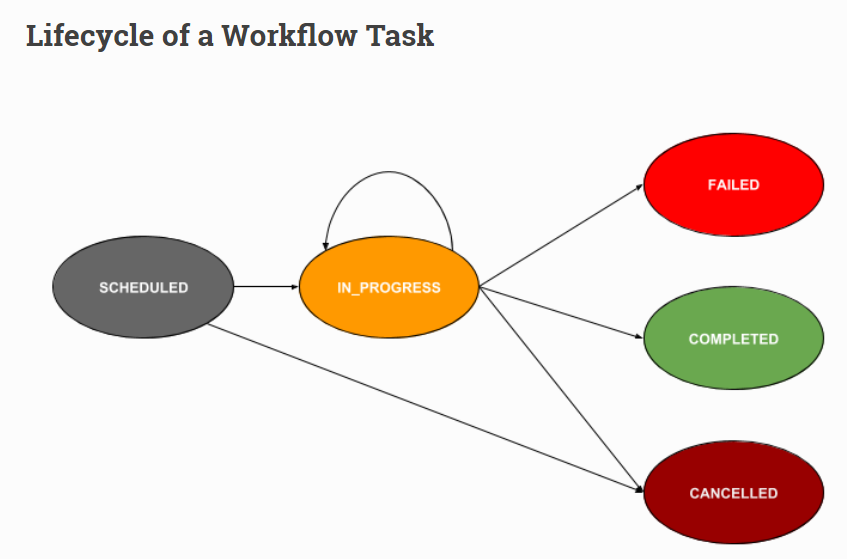 Lifecycle of a Workflow Task
FAILED
SCHEDULED
IN_PROGRESS
COMPLETED
CANCELLED